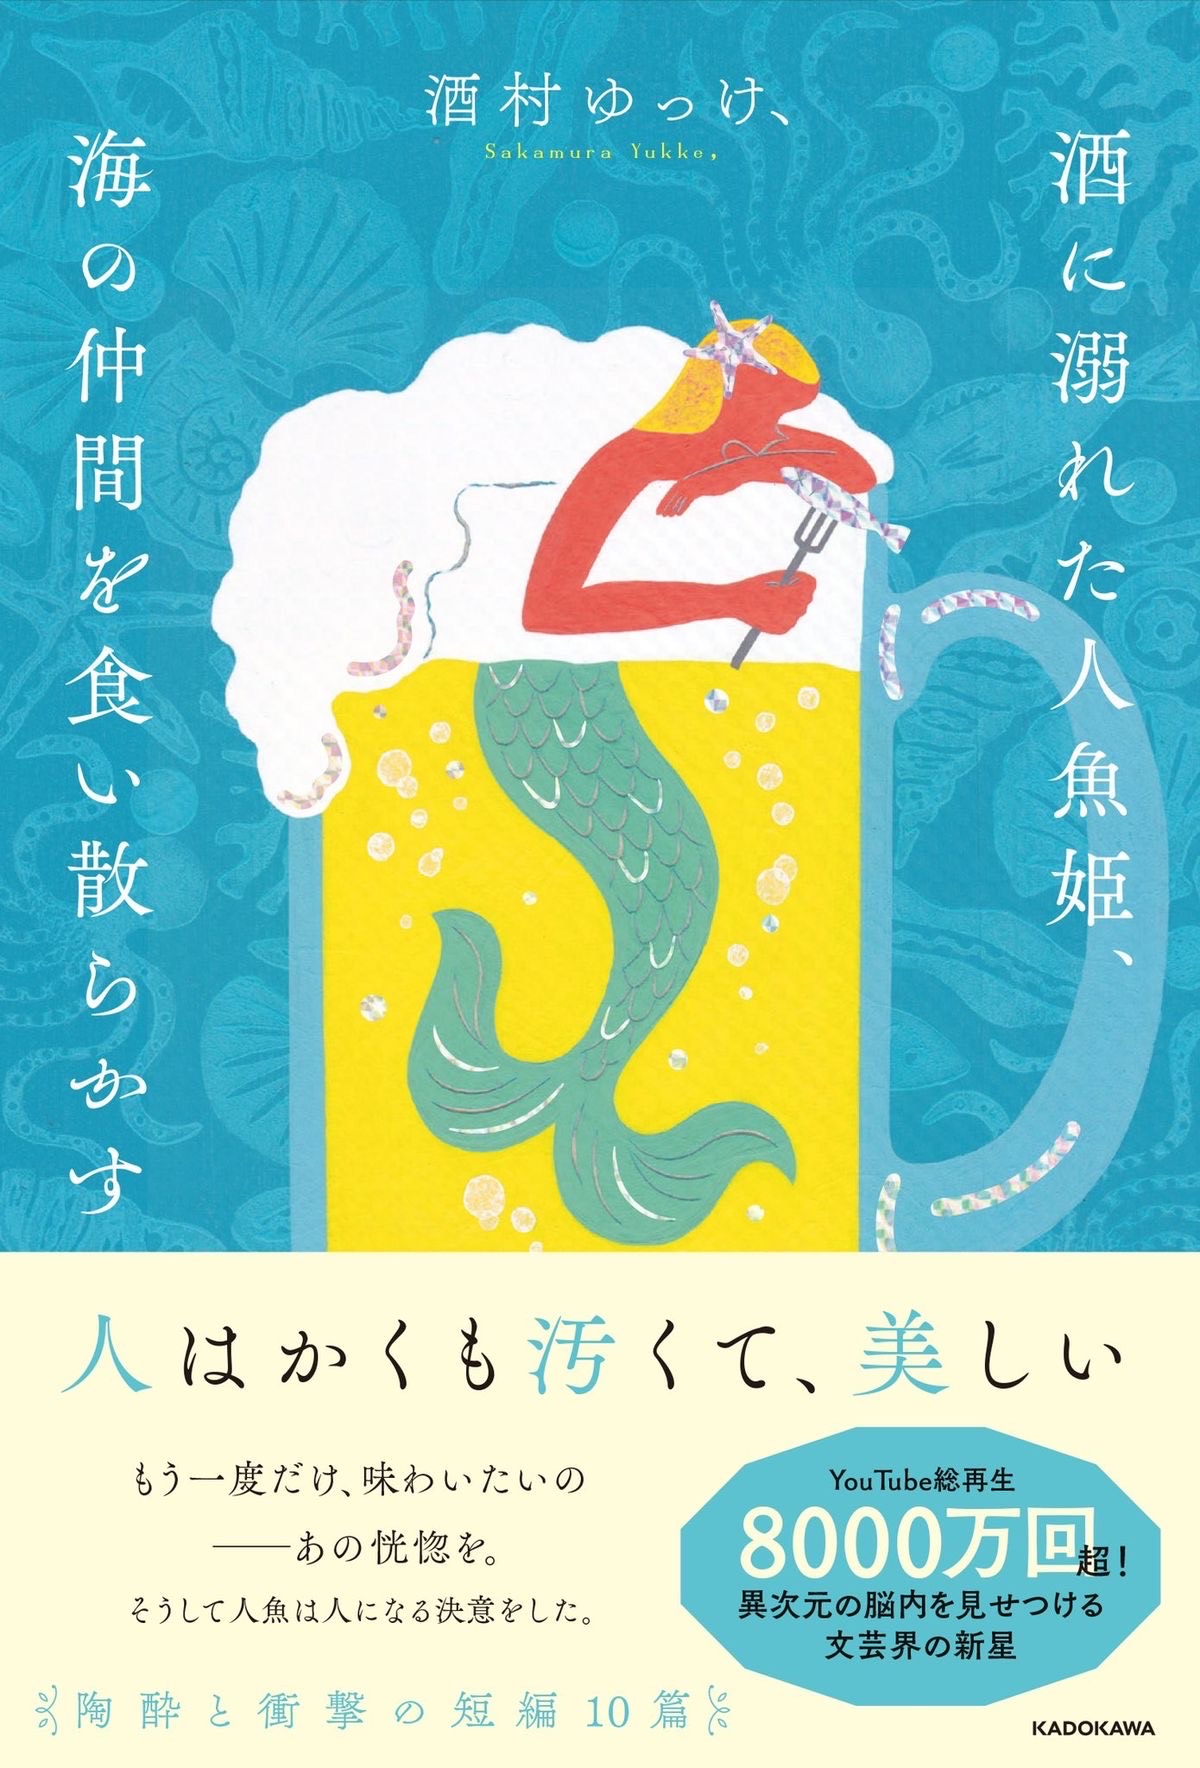 酒村ゆっけ、
Sakamura Yukke,
酒に溺れた人魚姫、
海の仲間を食い散らかす
人はかくも汚くて、美しい
もう一度だけ、味わいたいの
――あの恍惚を。
そうして人魚は人になる決意をした。
陶酔と衝撃の短編10篇
YouTube総再生
8000万回超!
異次元の脳内を見せつける
文芸界の新星
KADOKAWA